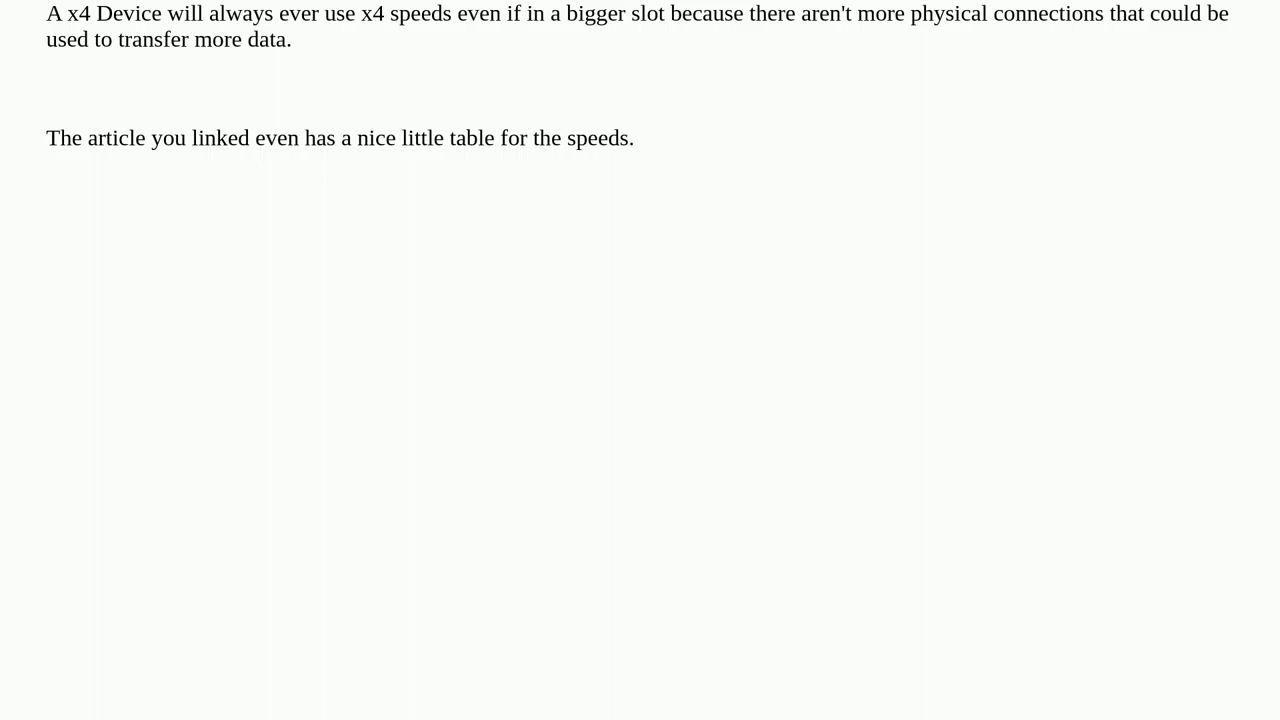 A x4 Device will always ever use x4 speeds even if in a bigger slot because there aren't more physical connections that could be
used to transfer more data.
The article you linked even has a nice little table for the speeds.